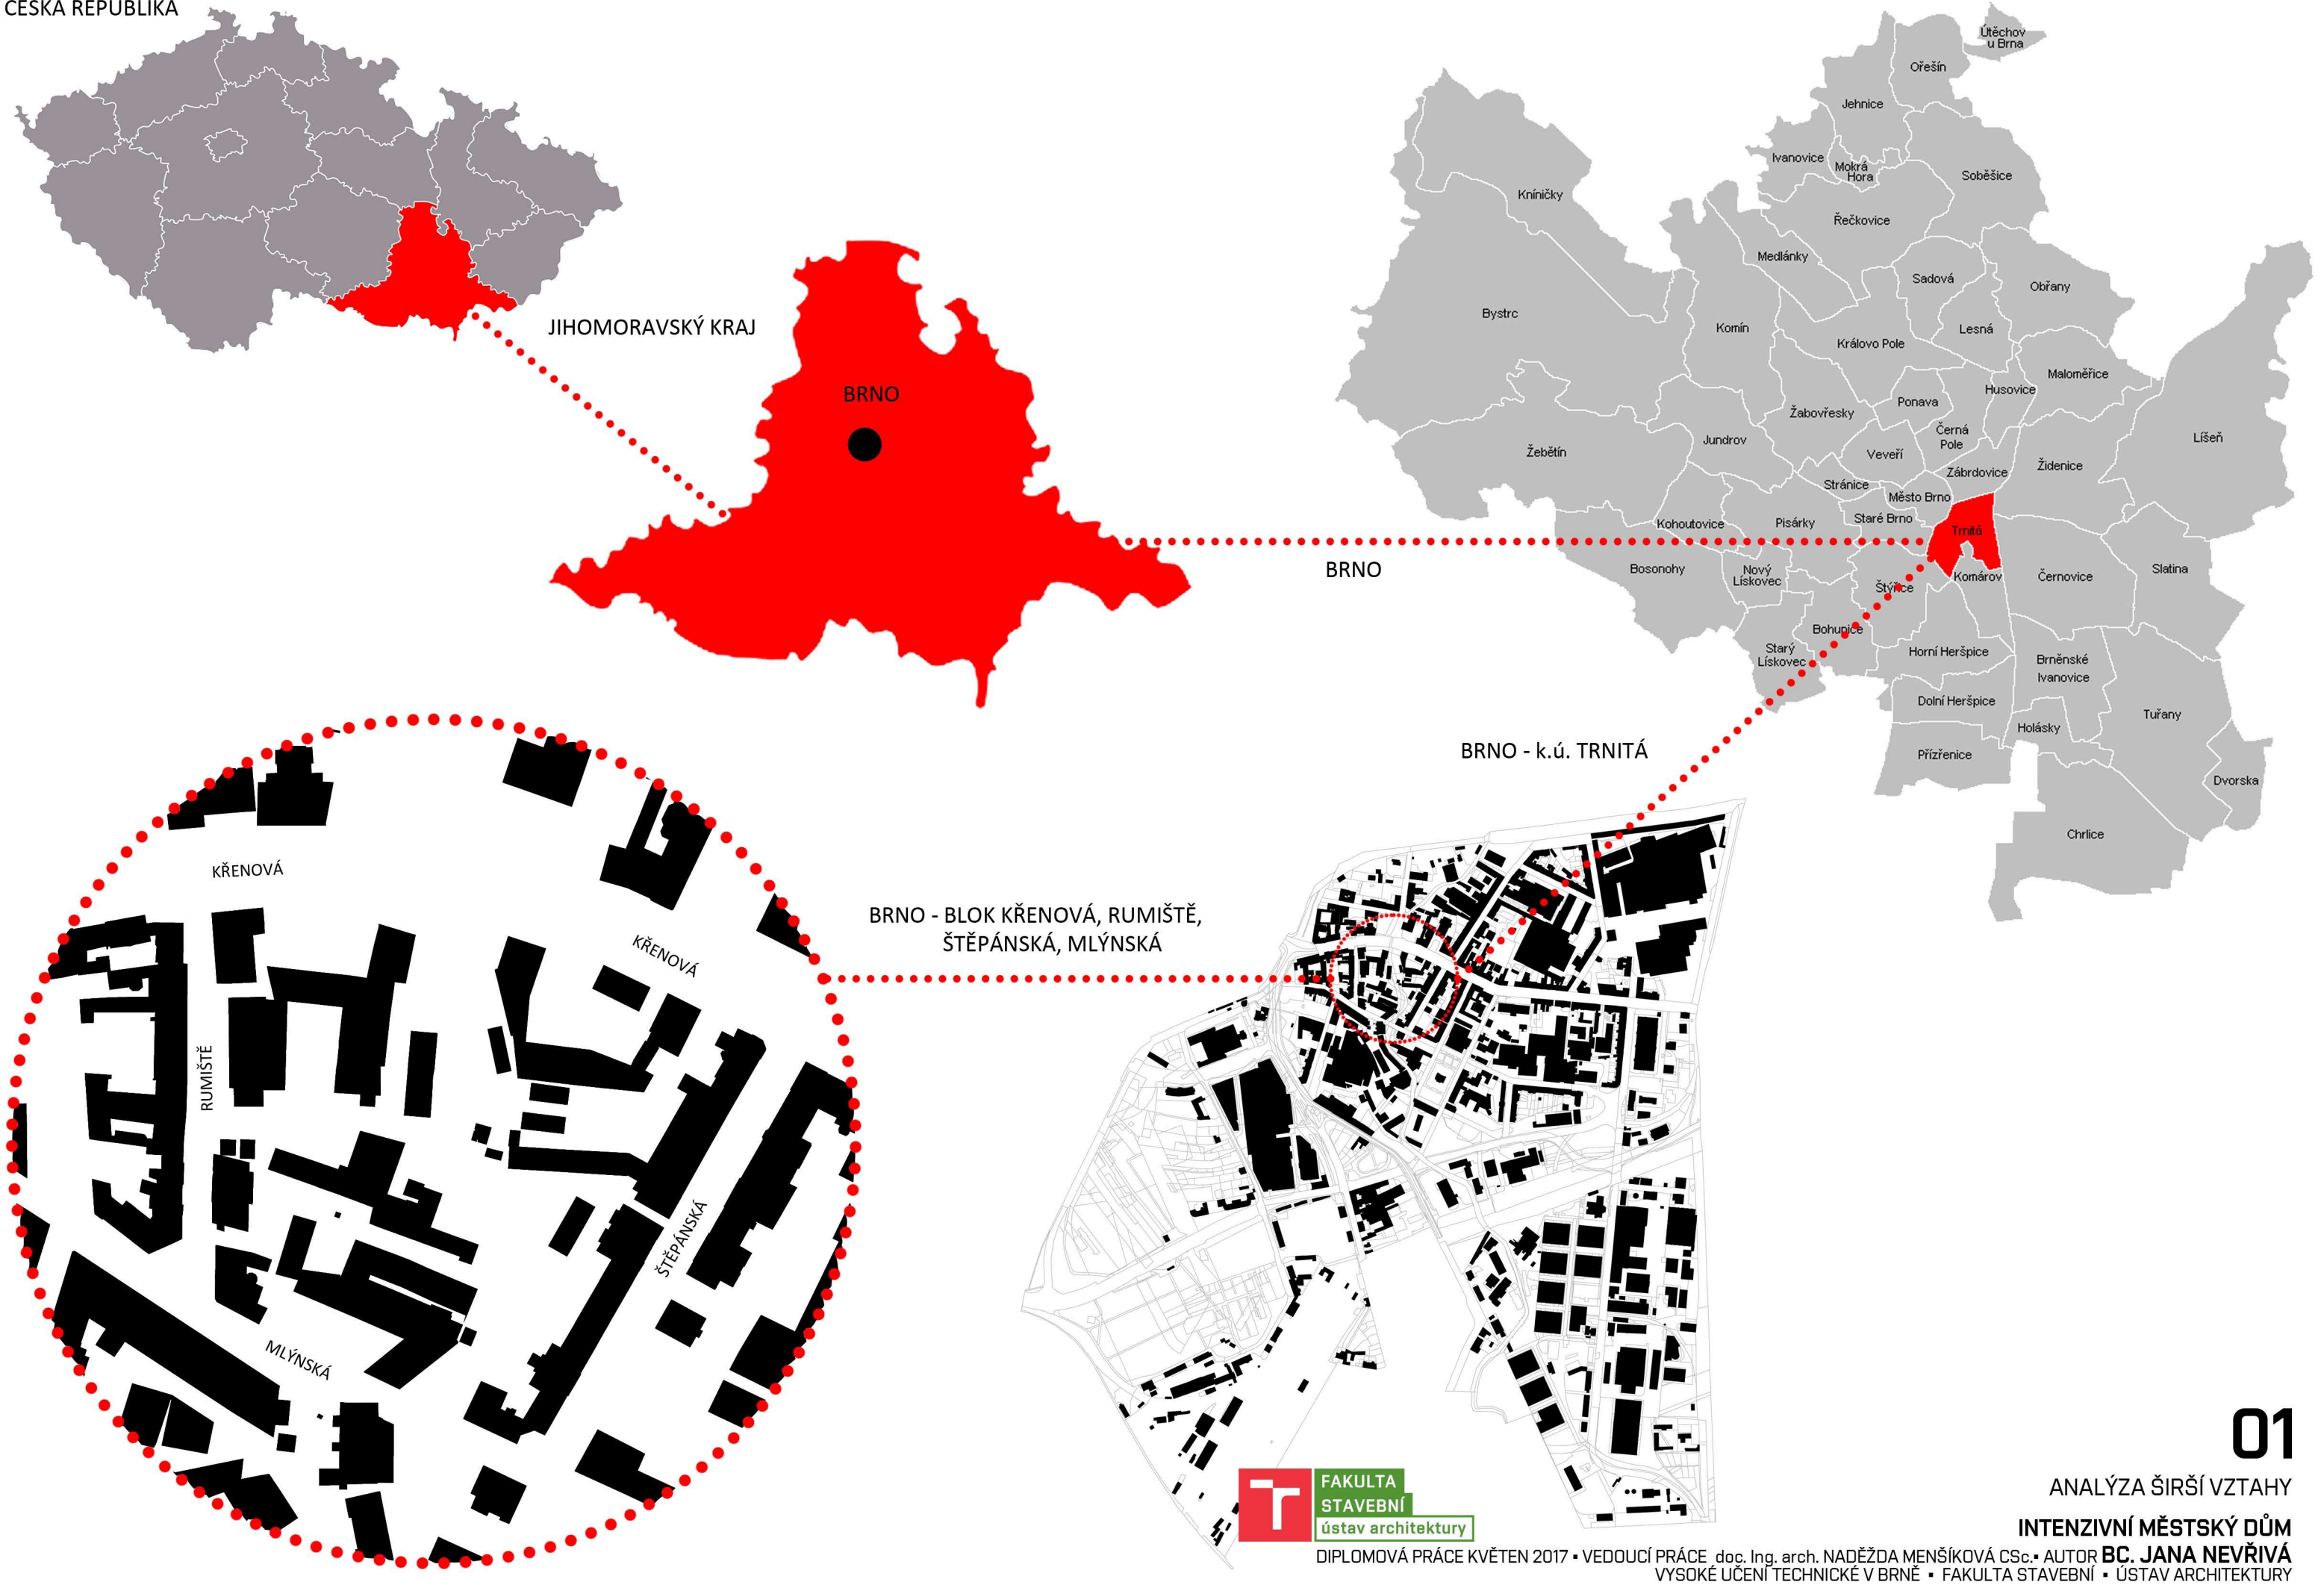 ČESKÁ REPUBLIKA
JIHOMORAVSKÝ KRAJ
BRNO
BRNO
Útěchov
u Brna
Ořešín
Jehnice
Ivanovice
Mokrá
Hora
Soběšice
Kníničky
Řečkovice
Medlánky
Sadová
Obřany
Bystrc
Komín
Lesná
Královo Pole
Maloměřice
Husovice
Ponava
Žabovřesky
Černá
Pole
Líšeň
Jundrov
Žebětín
Veveří
Židenice
Zábrdovice
Stránice
Město Brno
Kohoutovice
Pisárky
Staré Brno
Trnitá
Bosonohy
Nový
Lískovec
Štýřice
Komárov
Černovice
Slatina
Bohunice
Starý
Lískovec
Horní Heršpice
Brněnské
Ivanovice
Dolní Heršpice
Holásky
Tuřany
Přízřenice
Dvorska
Chrlice
BRNO - k.ú. TRNITÁ
BRNO - BLOK KŘENOVÁ, RUMIŠTĚ,
ŠTĚPÁNSKÁ, MLÝNSKÁ
KŘENOVÁ
KŘENOVÁ
RUMIŠTĚ
ŠTĚPÁNSKÁ
MLÝNSKÁ
01
ANALÝZA ŠIRŠÍ VZTAHY
INTENZIVNÍ MĚSTSKÝ DŮM
FAKULTA
STAVEBNÍ
ústav architektury
DIPLOMOVÁ PRÁCE KVĚTEN 2017 ▪ VEDOUCÍ PRÁCE doc. Ing. arch. NADĚŽDA MENŠÍKOVÁ CSc.▪ AUTOR BC. JANA NEVŘIVÁ
VYSOKÉ UČENÍ TECHNICKÉ V BRNĚ ▪ FAKULTA STAVEBNÍ ▪ ÚSTAV ARCHITEKTURY